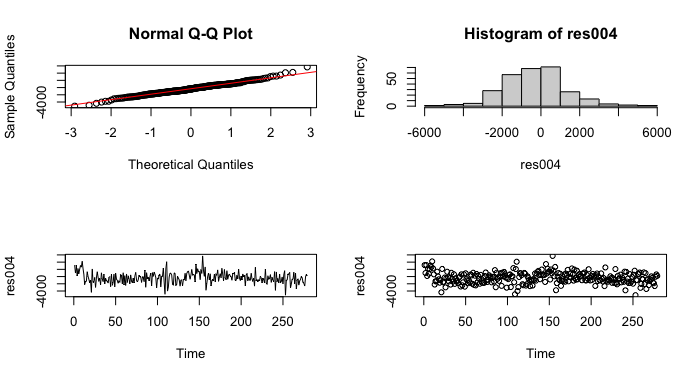 Normal Q-Q Plot
Sample Quantiles
-4000
-3 -2 -1 0 1 2 3
Theoretical Quantiles
Histogram of res004
Frequency
0 50
-6000 -2000 0 2000 6000
res004
res004
-4000
0 50 100 150 200 250
Time
res004
-4000
0 50 100 150 200 250
Time